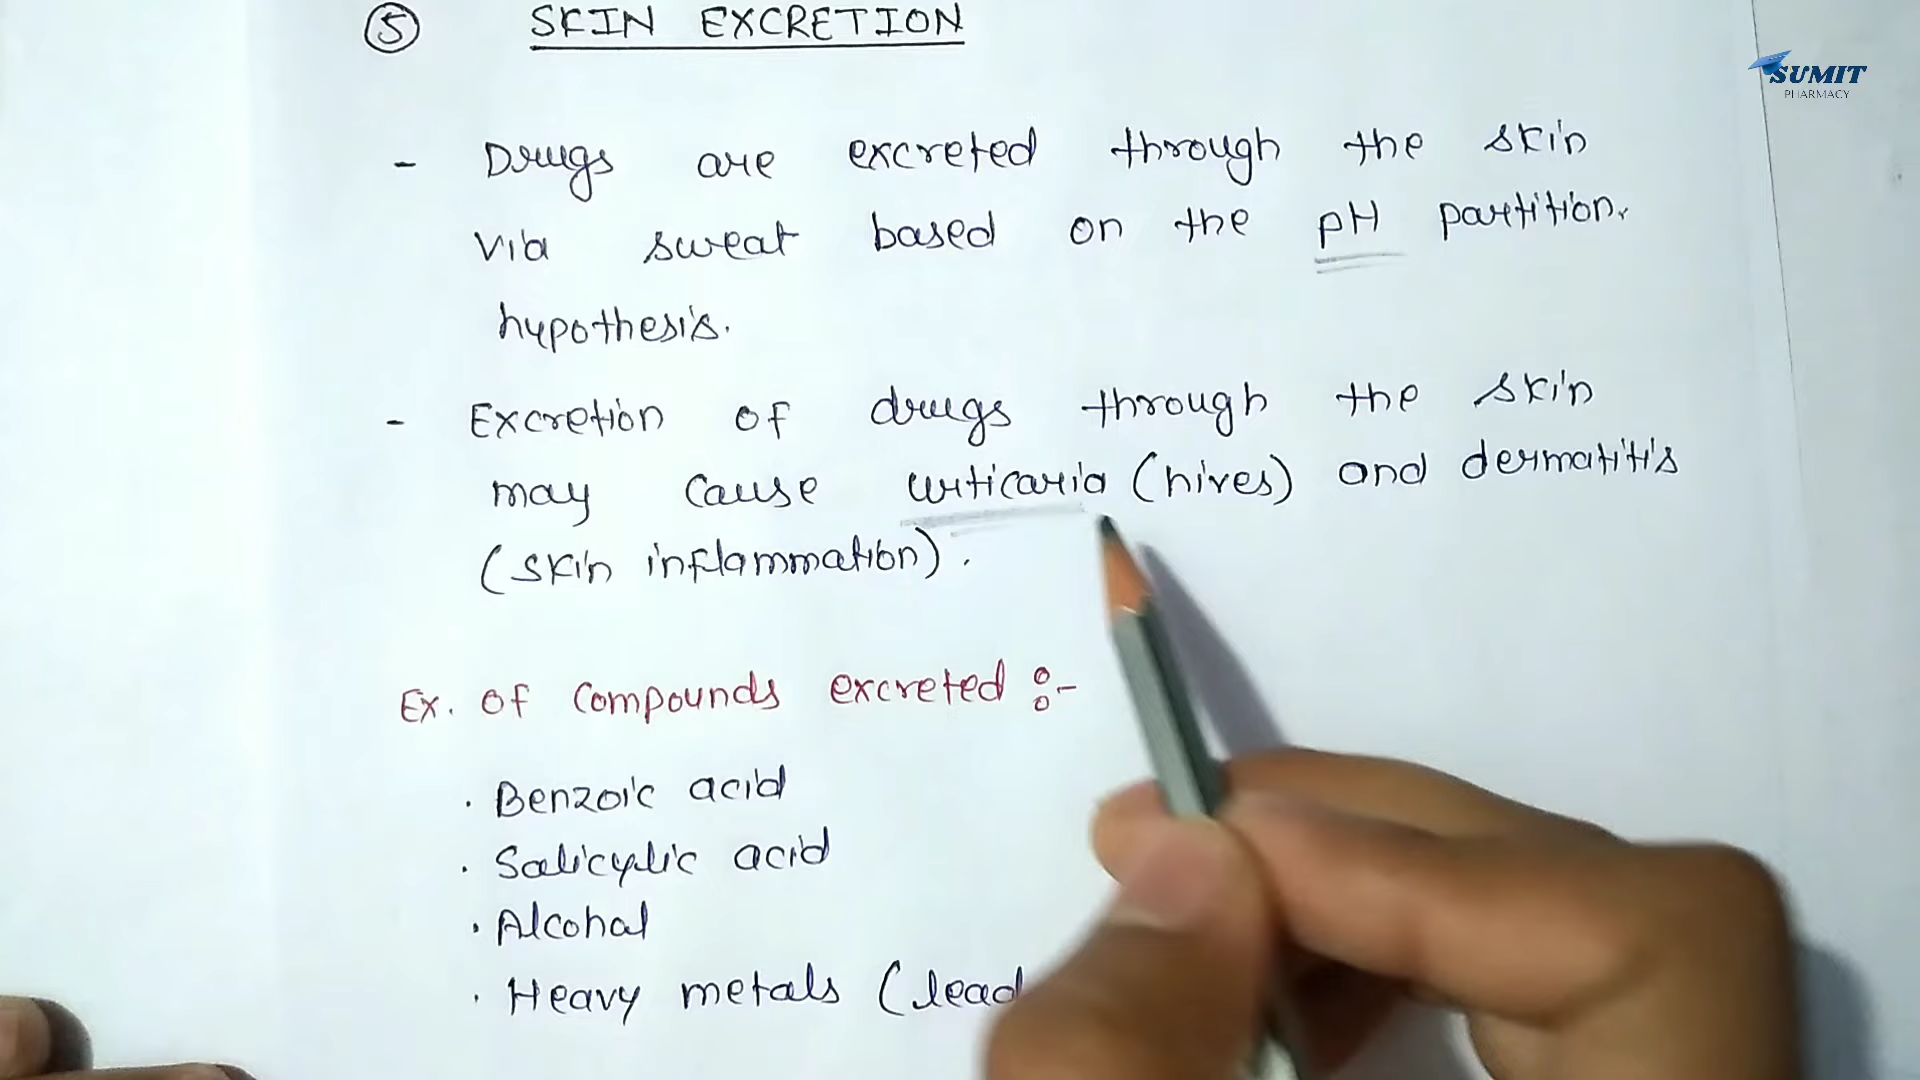 5 SKIN EXCRETION
SUMIT
PHARMACY
- Drugs are excreted through the skin
via sweat based on the pH partition.
hypothesis.
- Excretion of drugs through the skin
may cause urticaria (hives) and dermatitis
(skin inflammation).
Ex. of compounds excreted :-
· Benzoic acid
· Salicylic acid
· Alcohal
· Heavy metals (lead